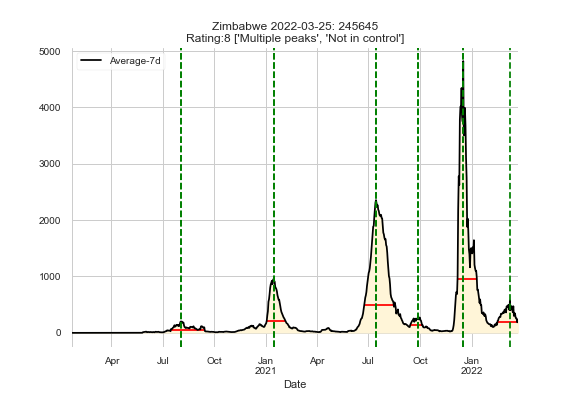 Zimbabwe 2022-03-25: 245645
Rating:8 ['Multiple peaks', 'Not in control']
Average-7d
5000
4000
3000
2000
1000
0
Apr Jul Oct Jan Apr Jul Oct Jan
2021 2022
Date